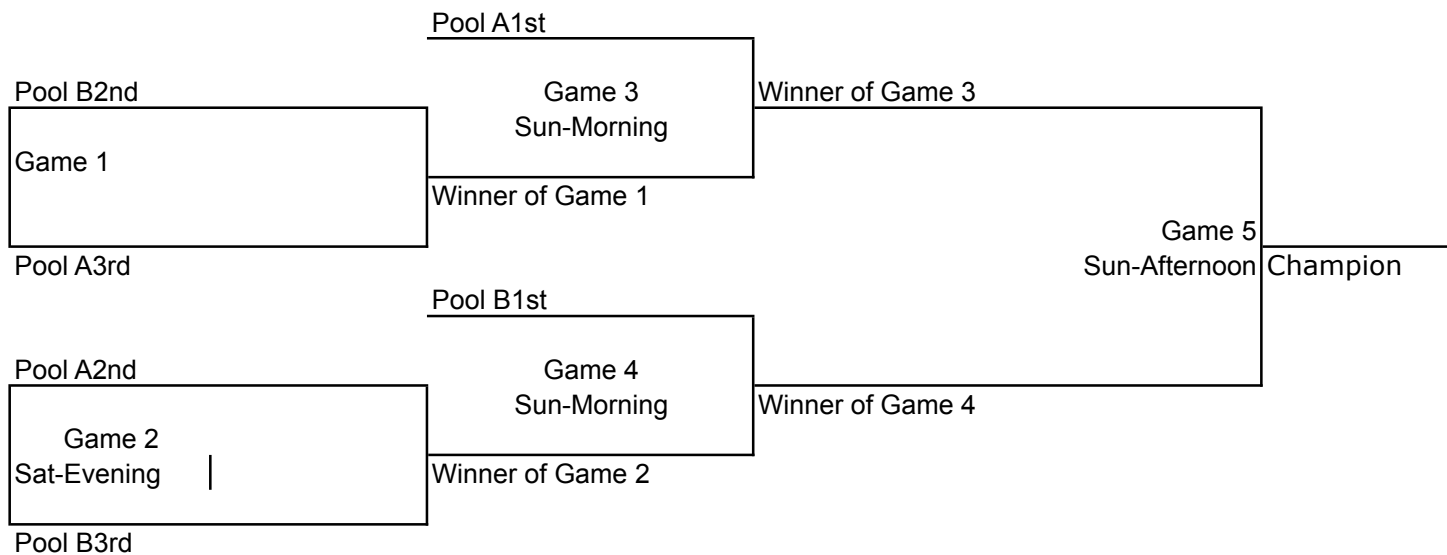 Pool A1st
Pool B2nd
Game 3
Sun-Morning
Winner of Game 3
Game 1
Winner of Game 1
Pool A3rd
Game 5
Sun-Afternoon
Champion
Pool B1st
Pool A2nd
Game 4
Sun-Morning
Winner of Game 4
Game 2
Sat-Evening
Winner of Game 2
Pool B3rd